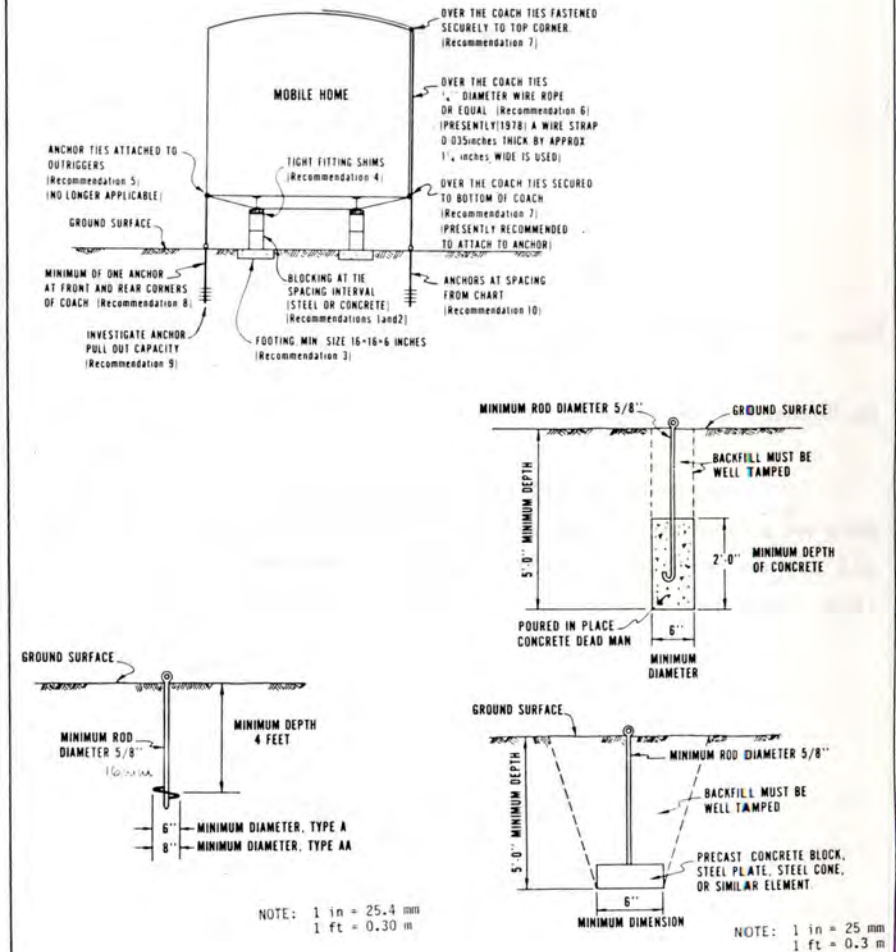 OVER THE COACH TIES FASTENED
SECURELY TO TOP CORNER.
(Recommendation 7)
MOBILE HOME
OVER THE COACH TIES
1/4" DIAMETER WIRE ROPE
OR EQUAL (Recommendation 6)
(PRESENTLY(1978) A WIRE STRAP
0.035inches THICK BY APPROX
1 1/4 inches WIDE IS USED)
ANCHOR TIES ATTACHED TO
OUTRIGGERS
(Recommendation 5)
(NO LONGER APPLICABLE)
TIGHT FITTING SHIMS
(Recommendation 4)
OVER THE COACH TIES SECURED
TO BOTTOM OF COACH
(Recommendation 7)
(PRESENTLY RECOMMENDED
TO ATTACH TO ANCHOR)
GROUND SURFACE
MINIMUM OF ONE ANCHOR
AT FRONT AND REAR CORNERS
OF COACH (Recommendation 8)
BLOCKING AT TIE
SPACING INTERVAL
(STEEL OR CONCRETE)
(Recommendations 1and2)
ANCHORS AT SPACING
FROM CHART
(Recommendation 10)
INVESTIGATE ANCHOR
PULL OUT CAPACITY
(Recommendation 9)
FOOTING MIN SIZE 16×16×6 INCHES
(Recommendation 3)
MINIMUM ROD DIAMETER 5/8''
GROUND SURFACE
BACKFILL MUST BE
WELL TAMPED
5'-0'' MINIMUM DEPTH
2'-0''
MINIMUM DEPTH
OF CONCRETE
POURED IN PLACE
CONCRETE DEAD MAN
6''
MINIMUM
DIAMETER
GROUND SURFACE
MINIMUM DEPTH
4 FEET
MINIMUM ROD
DIAMETER 5/8''
6'' MINIMUM DIAMETER, TYPE A
8'' MINIMUM DIAMETER, TYPE AA
NOTE: 1 in = 25.4 mm
1 ft = 0.30 m
GROUND SURFACE
MINIMUM ROD DIAMETER 5/8''
5'-0'' MINIMUM DEPTH
BACKFILL MUST BE
WELL TAMPED
PRECAST CONCRETE BLOCK,
STEEL PLATE, STEEL CONE,
OR SIMILAR ELEMENT.
6''
MINIMUM DIMENSION
NOTE: 1 in = 25 mm
1 ft = 0.3 m